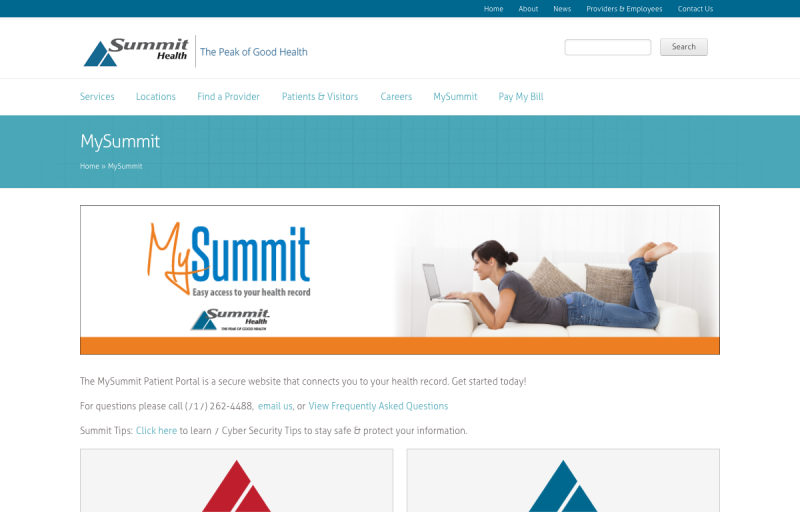 Home About News Providers & Employees Contact Us
Summit Health The Peak of Good Health
Search
Services Locations Find a Provider Patients & Visitors Careers MySummit Pay My Bill
MySummit
Home » MySummit
MySummit
Easy access to your health record
Summit Health
THE PEAK OF GOOD HEALTH
The MySummit Patient Portal is a secure website that connects you to your health record. Get started today!
For questions please call (717) 262-4488, email us, or View Frequently Asked Questions
Summit Tips: Click here to learn 7 Cyber Security Tips to stay safe & protect your information.